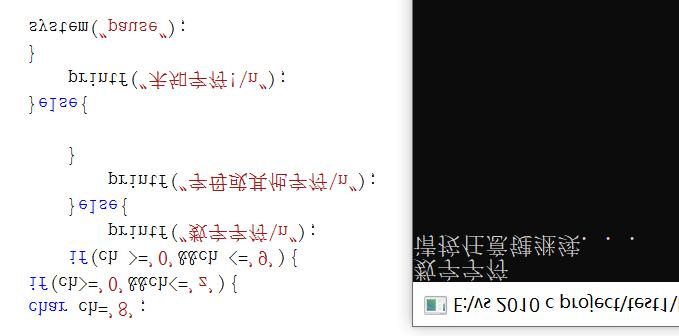 char ch='8';
if(ch>='0'&&ch<='z'){
if(ch >='0'&&ch <='9'){
printf("数字字符\n");
}else{
printf("字母或其他字符\n");
}
}else{
printf("未知字符!\n");
}
system("pause");
E:\vs 2010 c project\test1\
数字字符
请按任意键继续. . .